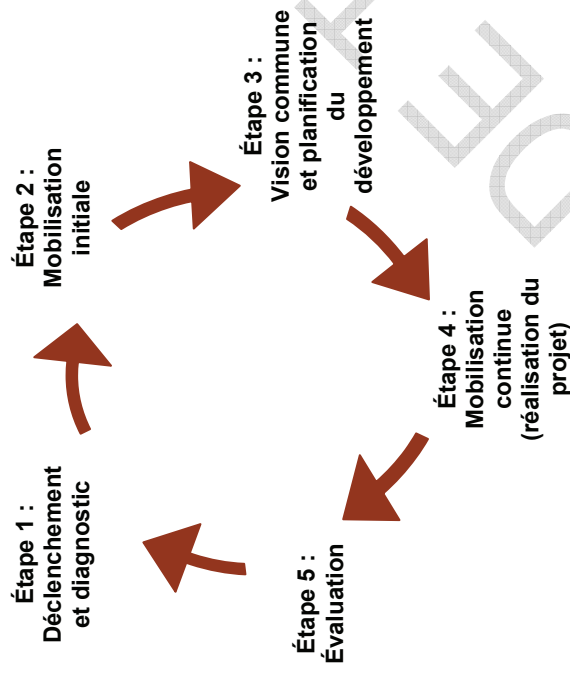 Étape 1 :
Déclenchement
et diagnostic
Étape 2 :
Mobilisation
initiale
Étape 3 :
Vision commune
et planification
du
développement
Étape 4 :
Mobilisation
continue
(réalisation du
projet)
Étape 5 :
Évaluation